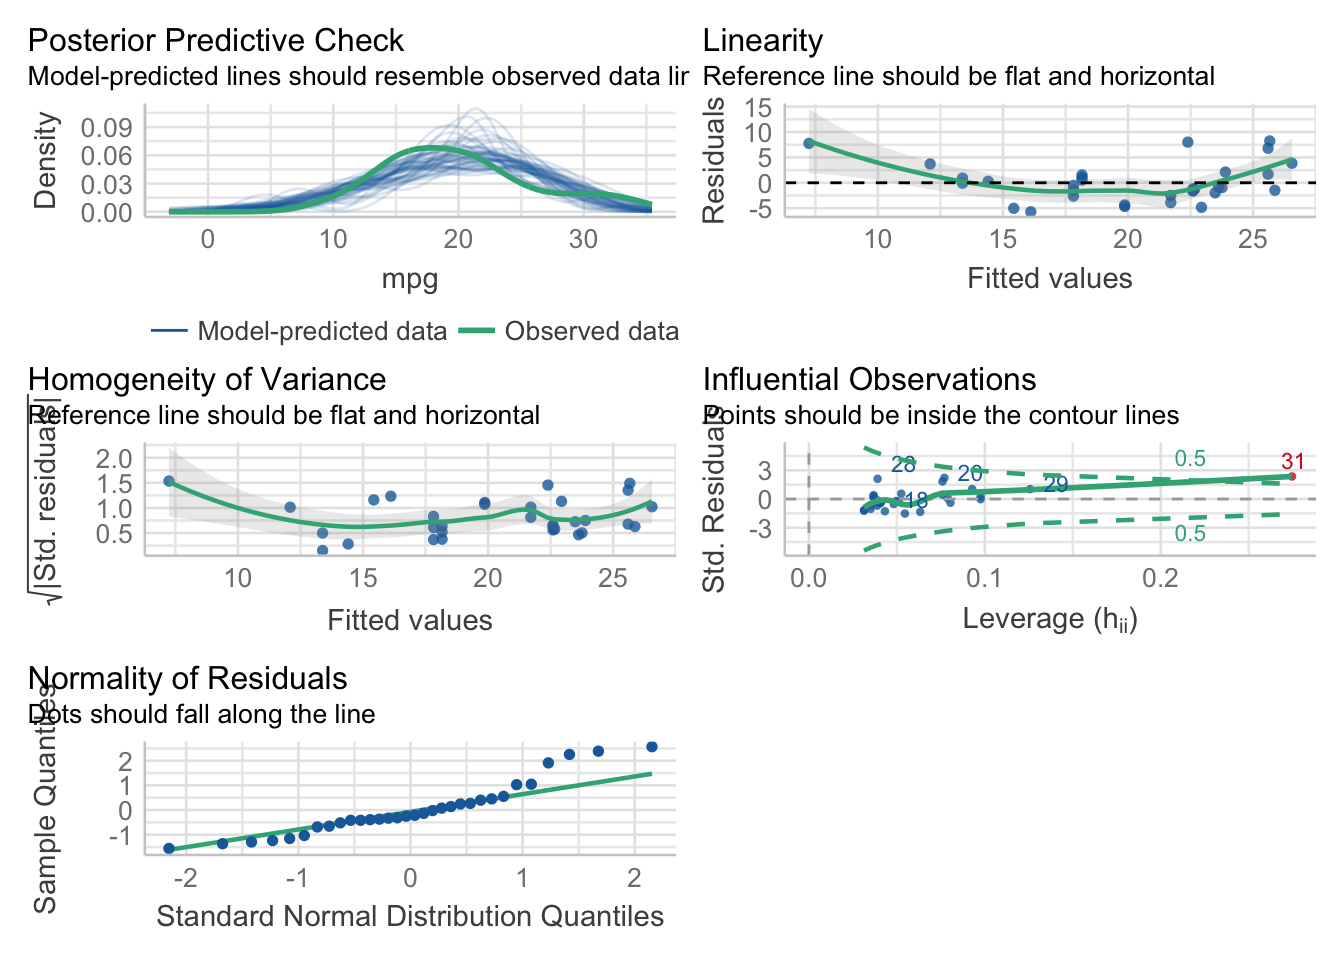 Posterior Predictive Check
Model-predicted lines should resemble observed data lir
Density
0.09
0.06
0.03
0.00
0 10 20 30
mpg
Model-predicted data Observed data
Linearity
Reference line should be flat and horizontal
Residuals
15
10
5
0
-5
10 15 20 25
Fitted values
Homogeneity of Variance
Reference line should be flat and horizontal
√|Std. residuals|
2.0
1.5
1.0
0.5
10 15 20 25
Fitted values
Influential Observations
Points should be inside the contour lines
Std. Residuals
3
0
-3
28
20
18
29
0.5
31
0.5
0.0 0.1 0.2
Leverage (hii)
Normality of Residuals
Dots should fall along the line
Sample Quantiles
2
1
0
-1
-2 -1 0 1 2
Standard Normal Distribution Quantiles